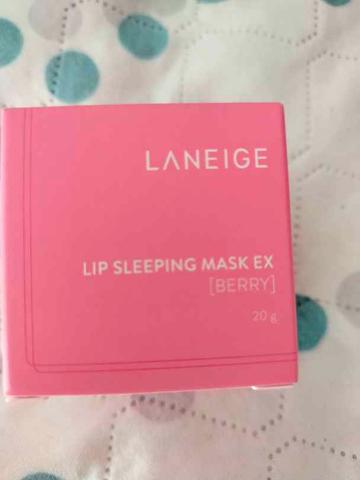 LANEIGE
LIP SLEEPING MASK EX
[BERRY]
20 g